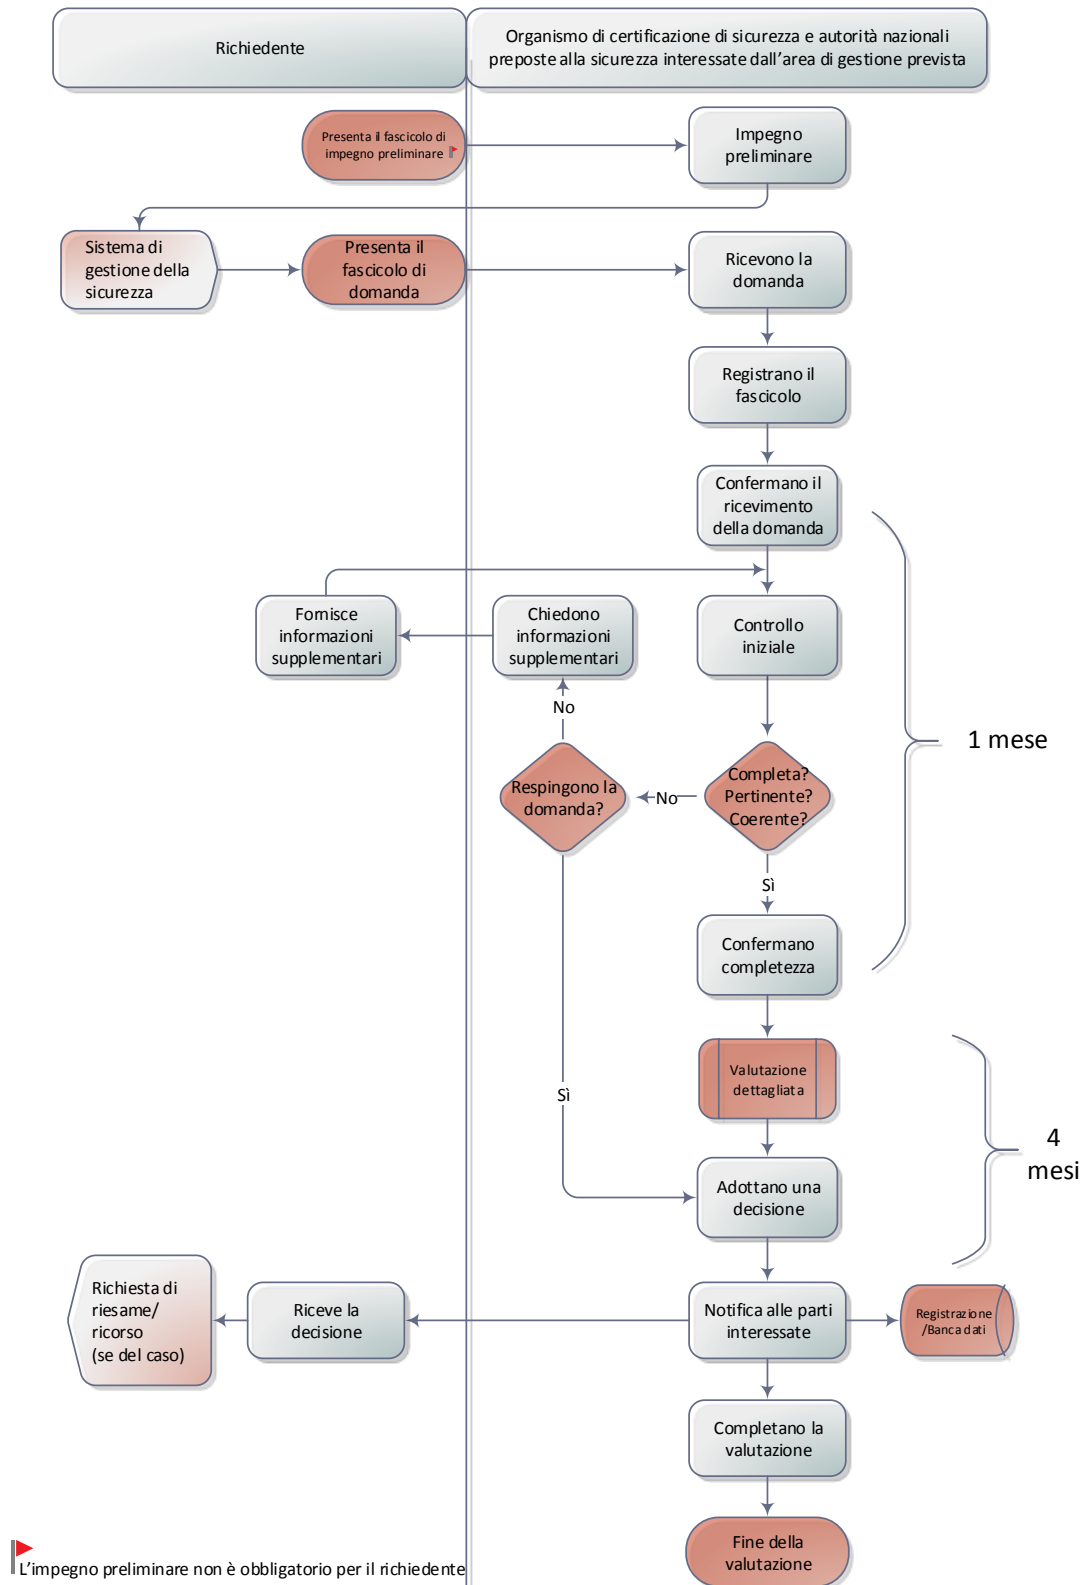 Richiedente
Organismo di certificazione di sicurezza e autorità nazionali
preposte alla sicurezza interessate dall'area di gestione prevista
Presenta il fascicolo di
impegno preliminare
Impegno
preliminare
Sistema di
gestione della
sicurezza
Presenta il
fascicolo di
domanda
Ricevono la
domanda
Registrano il
fascicolo
Confermano il
ricevimento
della domanda
Fornisce
informazioni
supplementari
Chiedono
informazioni
supplementari
Controllo
iniziale
No
1 mese
Respingono la
domanda?
No
Completa?
Pertinente?
Coerente?
Sì
Confermano
completezza
Valutazione
dettagliata
Sì
4
mesi
Adottano una
decisione
Richiesta di
riesame/
ricorso
(se del caso)
Riceve la
decisione
Notifica alle parti
interessate
Registrazione
/Banca dati
Completano la
valutazione
Fine della
valutazione
L'impegno preliminare non è obbligatorio per il richiedente